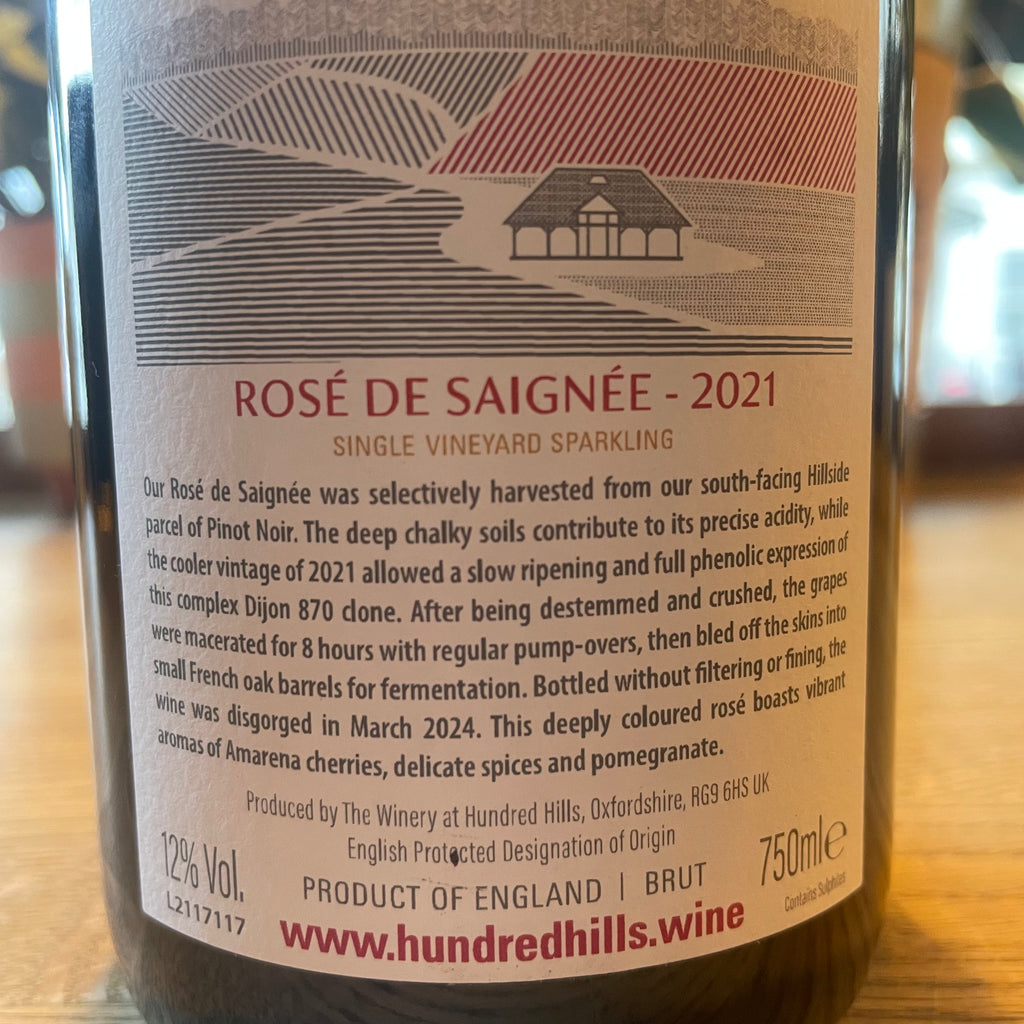 ROSÉ DE SAIGNÉE - 2021
SINGLE VINEYARD SPARKLING
Our Rosé de Saignée was selectively harvested from our south-facing Hillside
parcel of Pinot Noir. The deep chalky soils contribute to its precise acidity, while
the cooler vintage of 2021 allowed a slow ripening and full phenolic expression of
this complex Dijon 870 clone. After being destemmed and crushed, the grapes
were macerated for 8 hours with regular pump-overs, then bled off the skins into
small French oak barrels for fermentation. Bottled without filtering or fining, the
wine was disgorged in March 2024. This deeply coloured rosé boasts vibrant
aromas of Amarena cherries, delicate spices and pomegranate.
Produced by The Winery at Hundred Hills, Oxfordshire, RG9 6HS UK
English Protected Designation of Origin
12% Vol.
750ml℮
PRODUCT OF ENGLAND | BRUT
Contains Sulphites
L2117117
www.hundredhills.wine